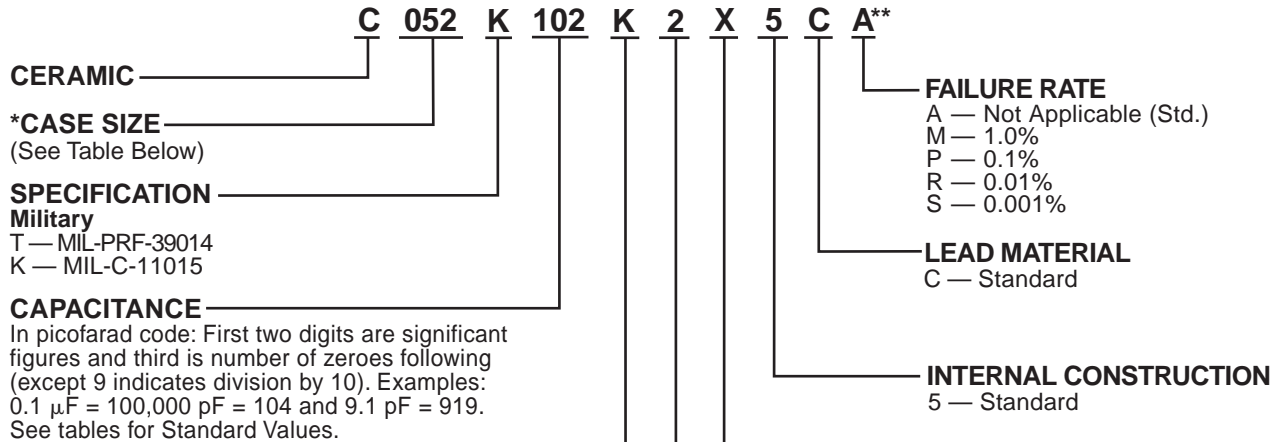 C 052 K 102 K 2 X 5 C A**
CERAMIC
*CASE SIZE
(See Table Below)
SPECIFICATION
Military
T — MIL-PRF-39014
K — MIL-C-11015
CAPACITANCE
In picofarad code: First two digits are significant
figures and third is number of zeroes following
(except 9 indicates division by 10). Examples:
0.1 μF = 100,000 pF = 104 and 9.1 pF = 919.
See tables for Standard Values.
FAILURE RATE
A — Not Applicable (Std.)
M — 1.0%
P — 0.1%
R — 0.01%
S — 0.001%
LEAD MATERIAL
C — Standard
INTERNAL CONSTRUCTION
5 — Standard